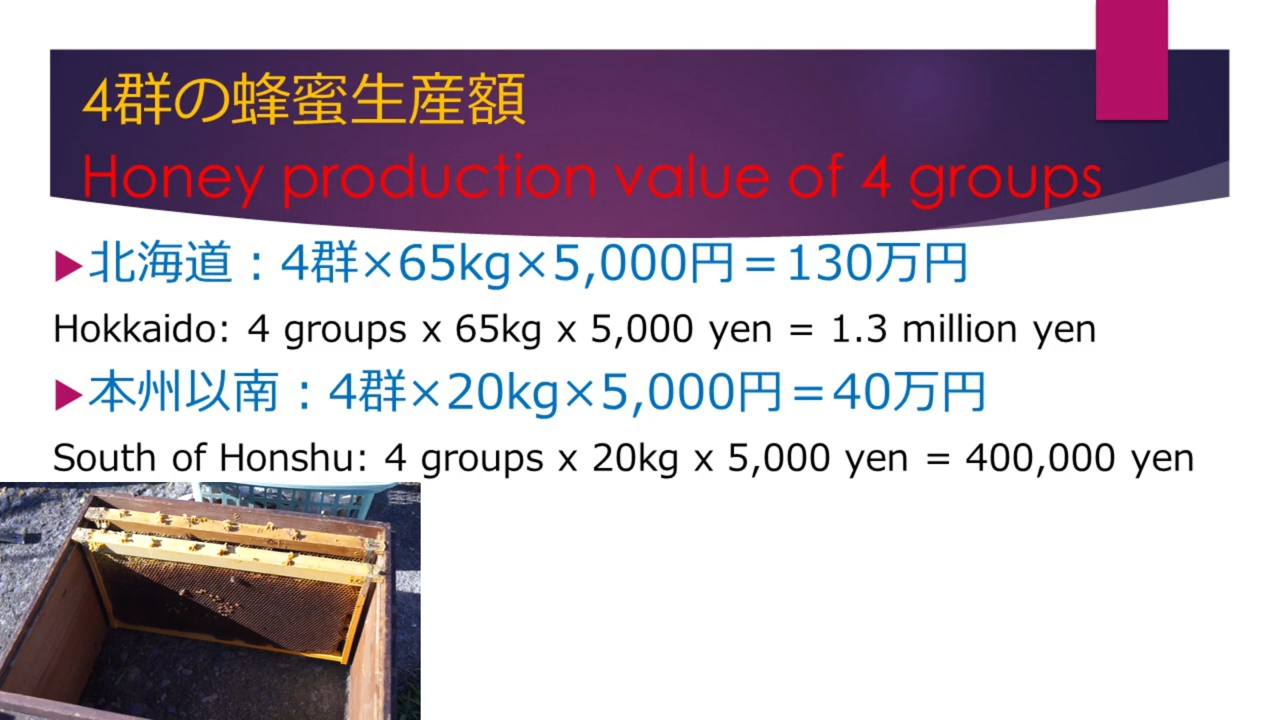 4群の蜂蜜生産額
Honey production value of 4 groups
北海道：4群×65kg×5,000円＝130万円
Hokkaido: 4 groups x 65kg x 5,000 yen = 1.3 million yen
本州以南：4群×20kg×5,000円＝40万円
South of Honshu: 4 groups x 20kg x 5,000 yen = 400,000 yen